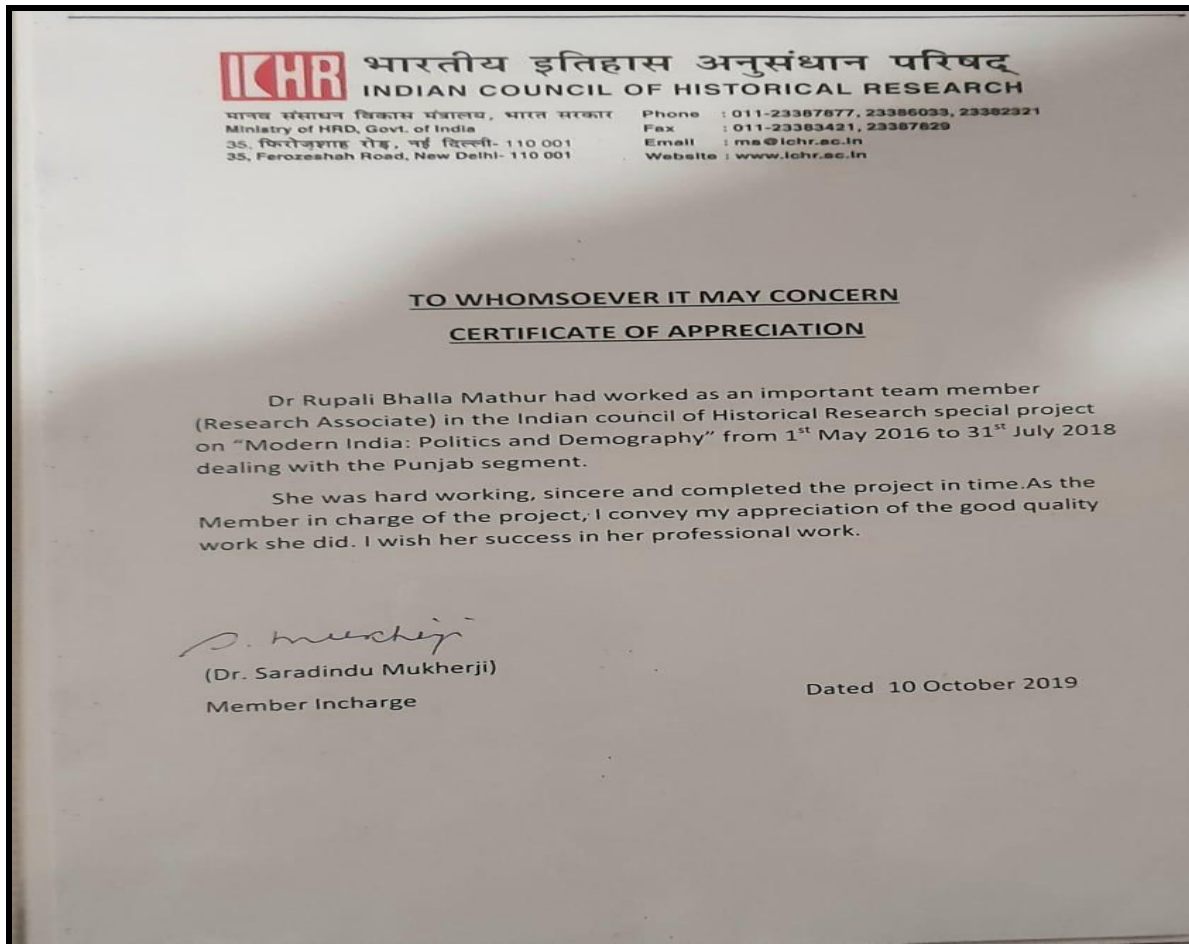 ICHR
भारतीय इतिहास अनुसंधान परिषद्
INDIAN COUNCIL OF HISTORICAL RESEARCH
मानव संसाधन विकास मंत्रालय, भारत सरकार
Ministry of HRD, Govt. of India
35, फिरोज़शाह रोड़, नई दिल्ली- 110 001
35, Ferozeshah Road, New Delhi- 110 001
Phone : 011-23387877, 23386033, 23382321
Fax : 011-23383421, 23387829
Email : ms@ichr.ac.in
Website : www.ichr.ac.in
TO WHOMSOEVER IT MAY CONCERN
CERTIFICATE OF APPRECIATION
Dr Rupali Bhalla Mathur had worked as an important team member
(Research Associate) in the Indian council of Historical Research special project
on “Modern India: Politics and Demography” from 1st May 2016 to 31st July 2018
dealing with the Punjab segment.
She was hard working, sincere and completed the project in time.As the
Member in charge of the project, I convey my appreciation of the good quality
work she did. I wish her success in her professional work.
S. Mukherji
(Dr. Saradindu Mukherji)
Member Incharge
Dated 10 October 2019